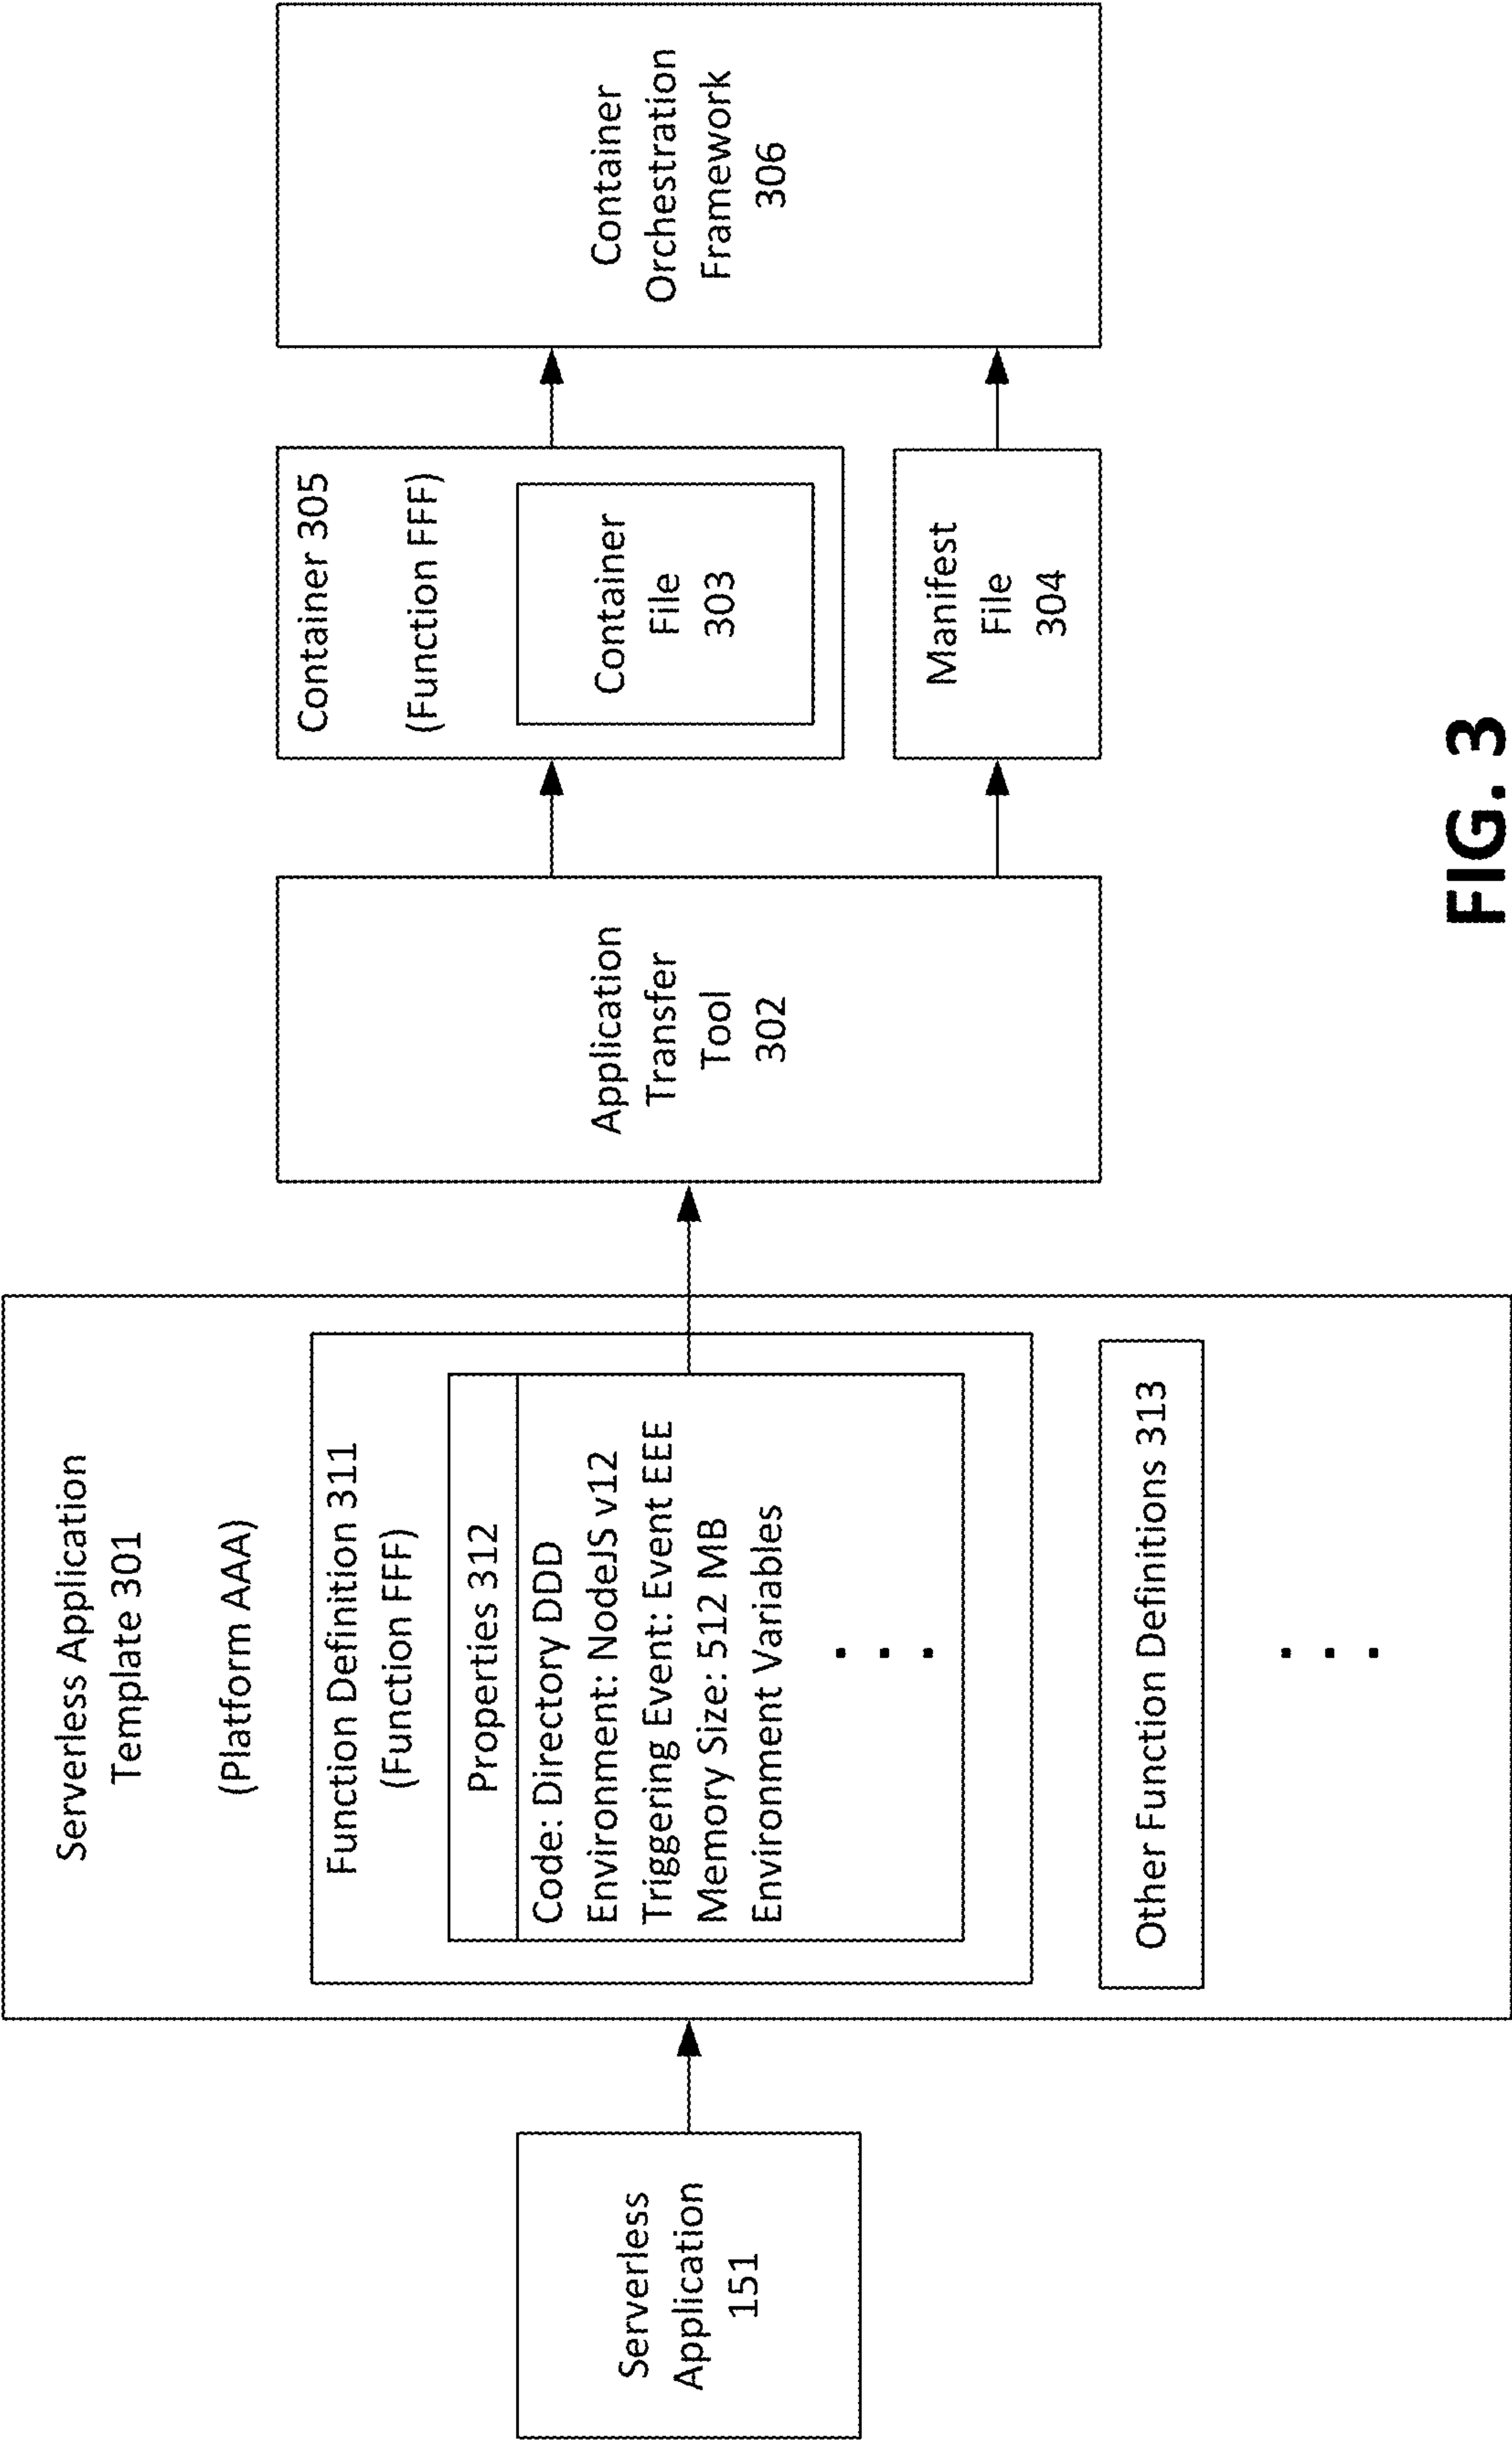 Serverless
Application
151
Serverless Application
Template 301
(Platform AAA)
Function Definition 311
(Function FFF)
Properties 312
Code: Directory DDD
Environment: NodeJS v12
Triggering Event: Event EEE
Memory Size: 512 MB
Environment Variables
Other Function Definitions 313
Application
Transfer
Tool
302
Container 305
(Function FFF)
Container
File
303
Manifest
File
304
Container
Orchestration
Framework
306
FIG. 3